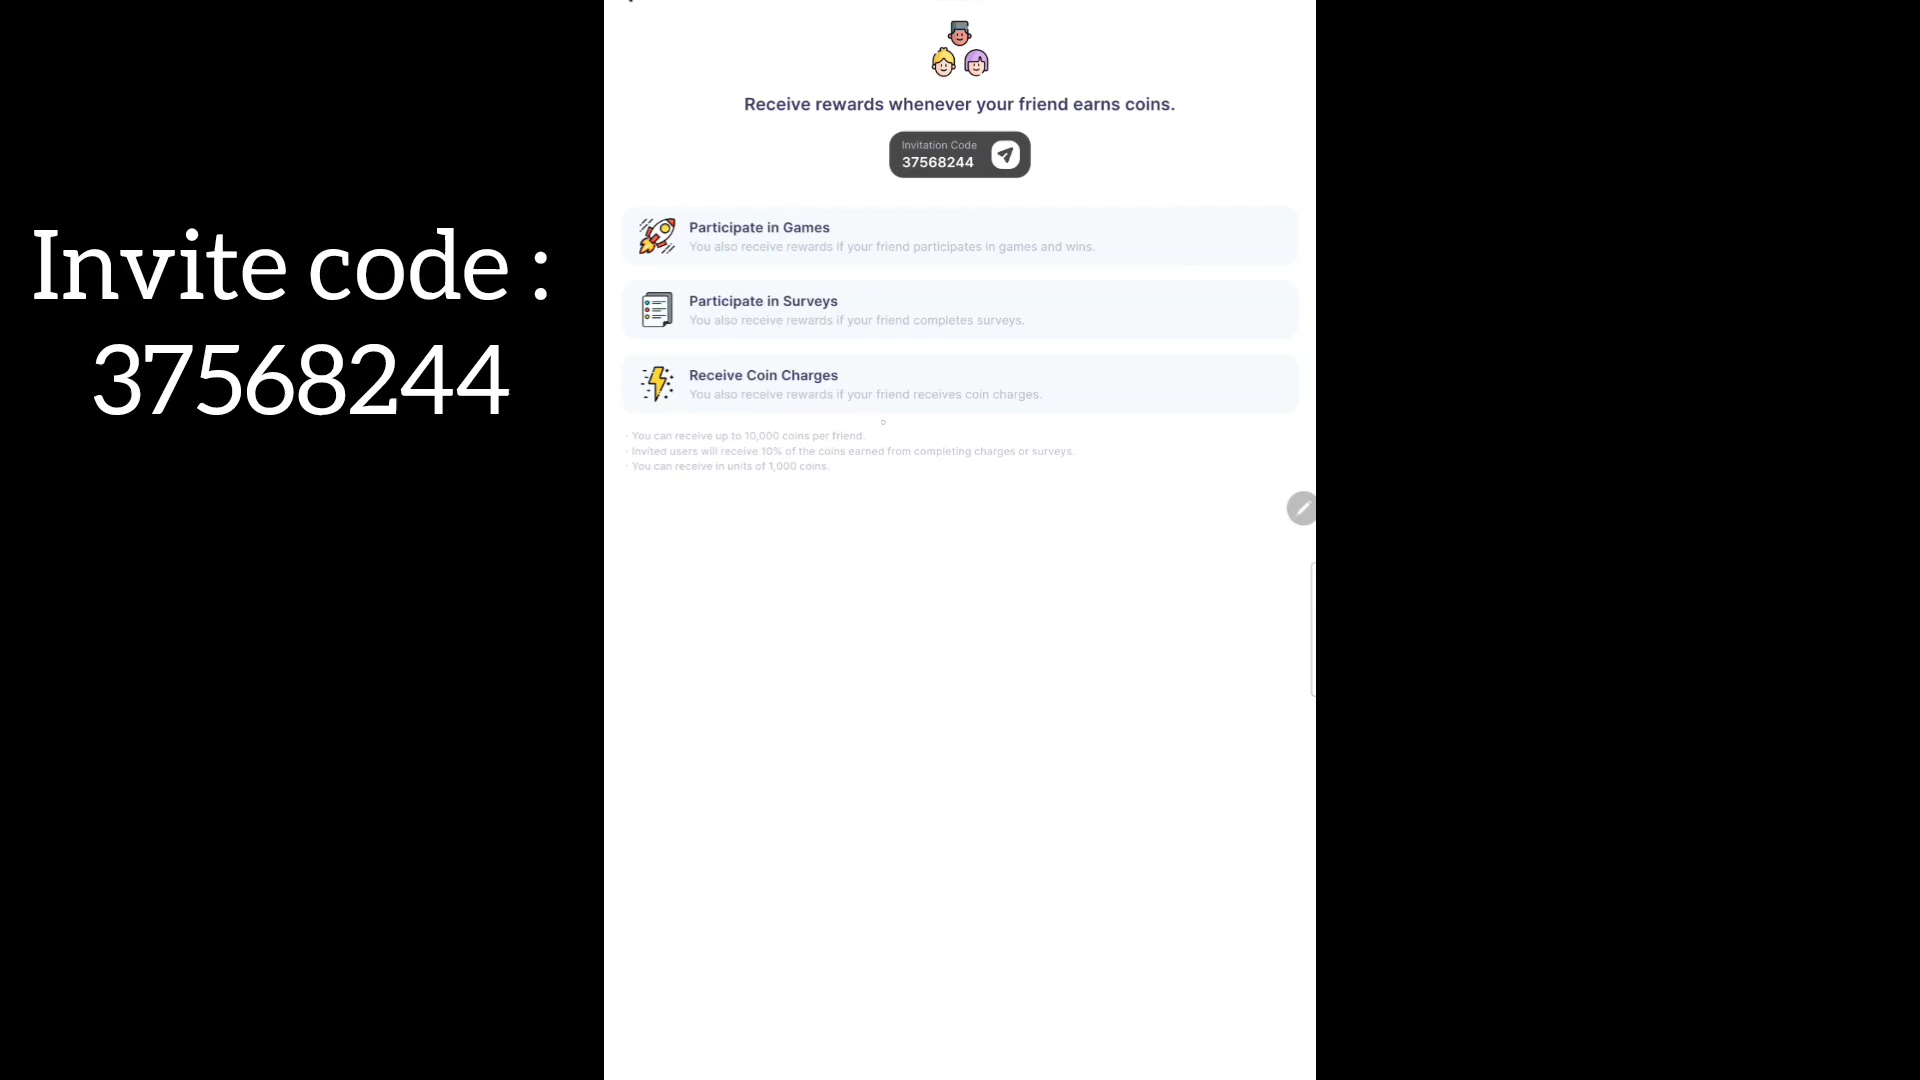 Invite code :
37568244
Receive rewards whenever your friend earns coins.
Invitation Code
37568244
Participate in Games
You also receive rewards if your friend participates in games and wins.
Participate in Surveys
You also receive rewards if your friend completes surveys.
Receive Coin Charges
You also receive rewards if your friend receives coin charges.
· You can receive up to 10,000 coins per friend.
· Invited users will receive 10% of the coins earned from completing charges or surveys.
· You can receive in units of 1,000 coins.